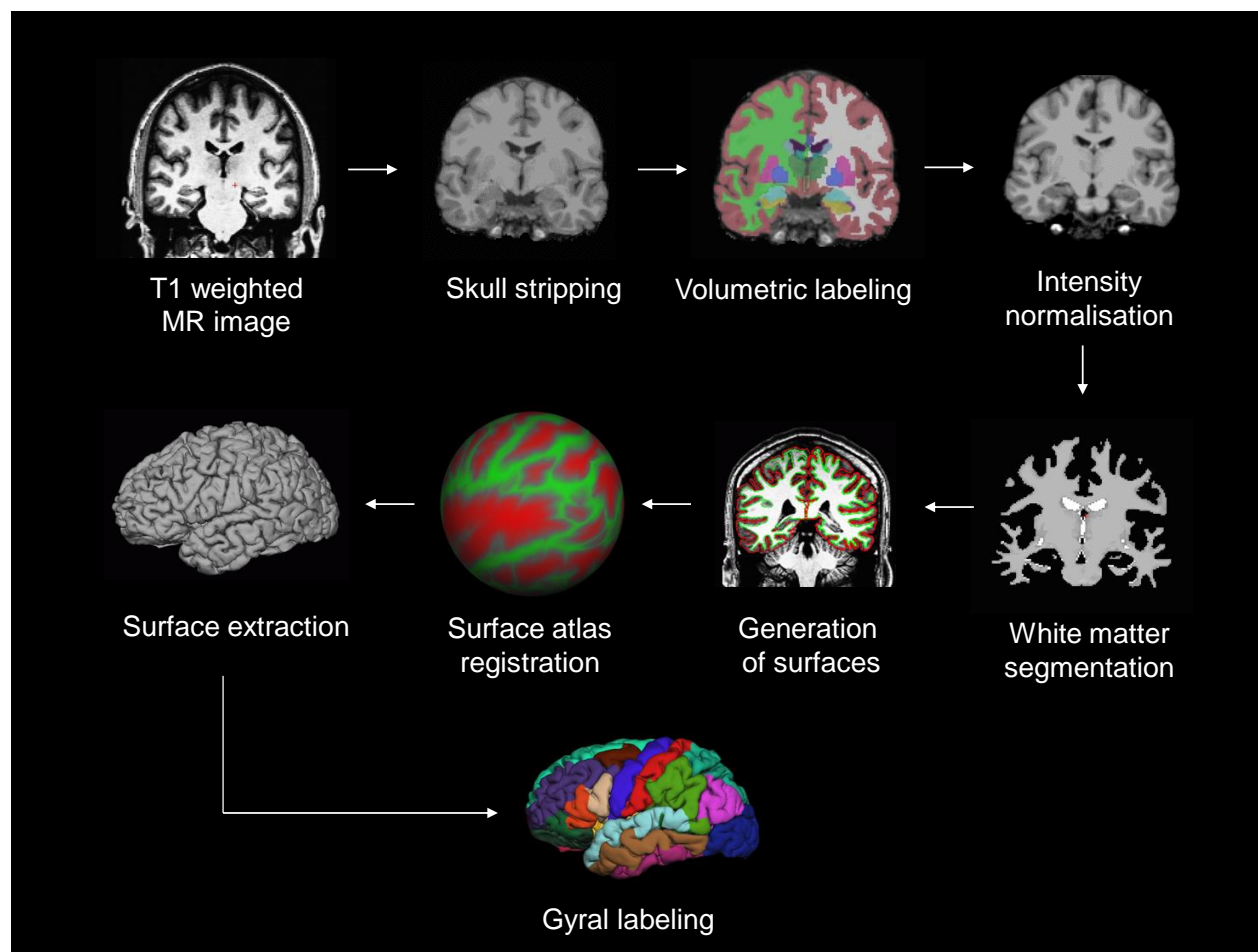 T1 weighted
MR image
Skull stripping
Volumetric labeling
Intensity
normalisation
Surface extraction
Surface atlas
registration
Generation
of surfaces
White matter
segmentation
Gyral labeling